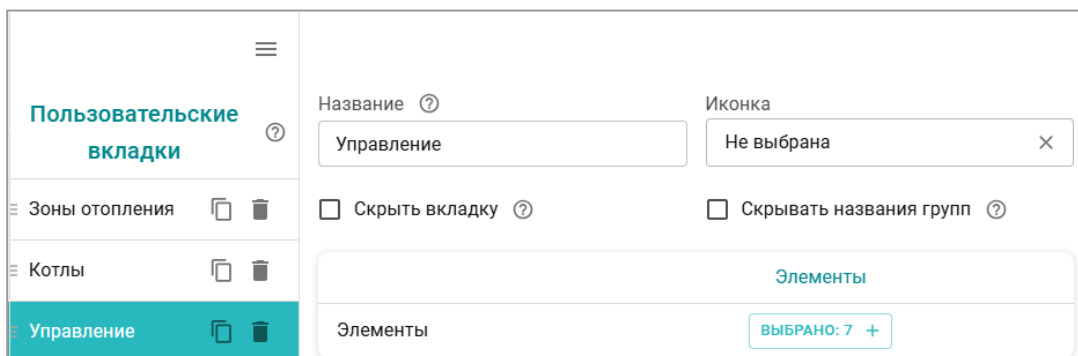 Пользовательские
вкладки
Зоны отопления
Котлы
Управление
Название
Иконка
Управление
Не выбрана
Скрыть вкладку
Скрывать названия групп
Элементы
Элементы
ВЫБРАНО: 7 +